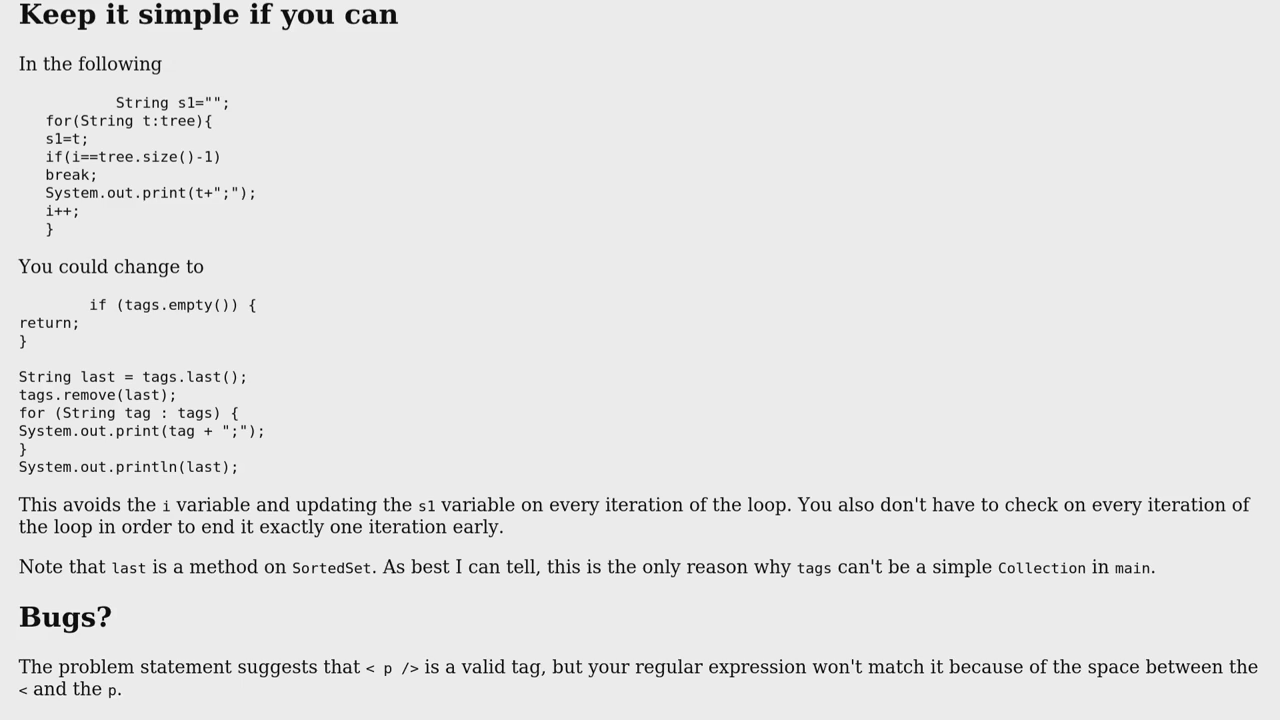 Keep it simple if you can
In the following
String s1="";
for(String t:tree){
s1=t;
if(i==tree.size()-1)
break;
System.out.print(t+";");
i++;
}
You could change to
if (tags.empty()) {
return;
}
String last = tags.last();
tags.remove(last);
for (String tag : tags) {
System.out.print(tag + ";");
}
System.out.println(last);
This avoids the i variable and updating the s1 variable on every iteration of the loop. You also don't have to check on every iteration of
the loop in order to end it exactly one iteration early.
Note that last is a method on SortedSet. As best I can tell, this is the only reason why tags can't be a simple Collection in main.
Bugs?
The problem statement suggests that < p /> is a valid tag, but your regular expression won't match it because of the space between the
< and the p.